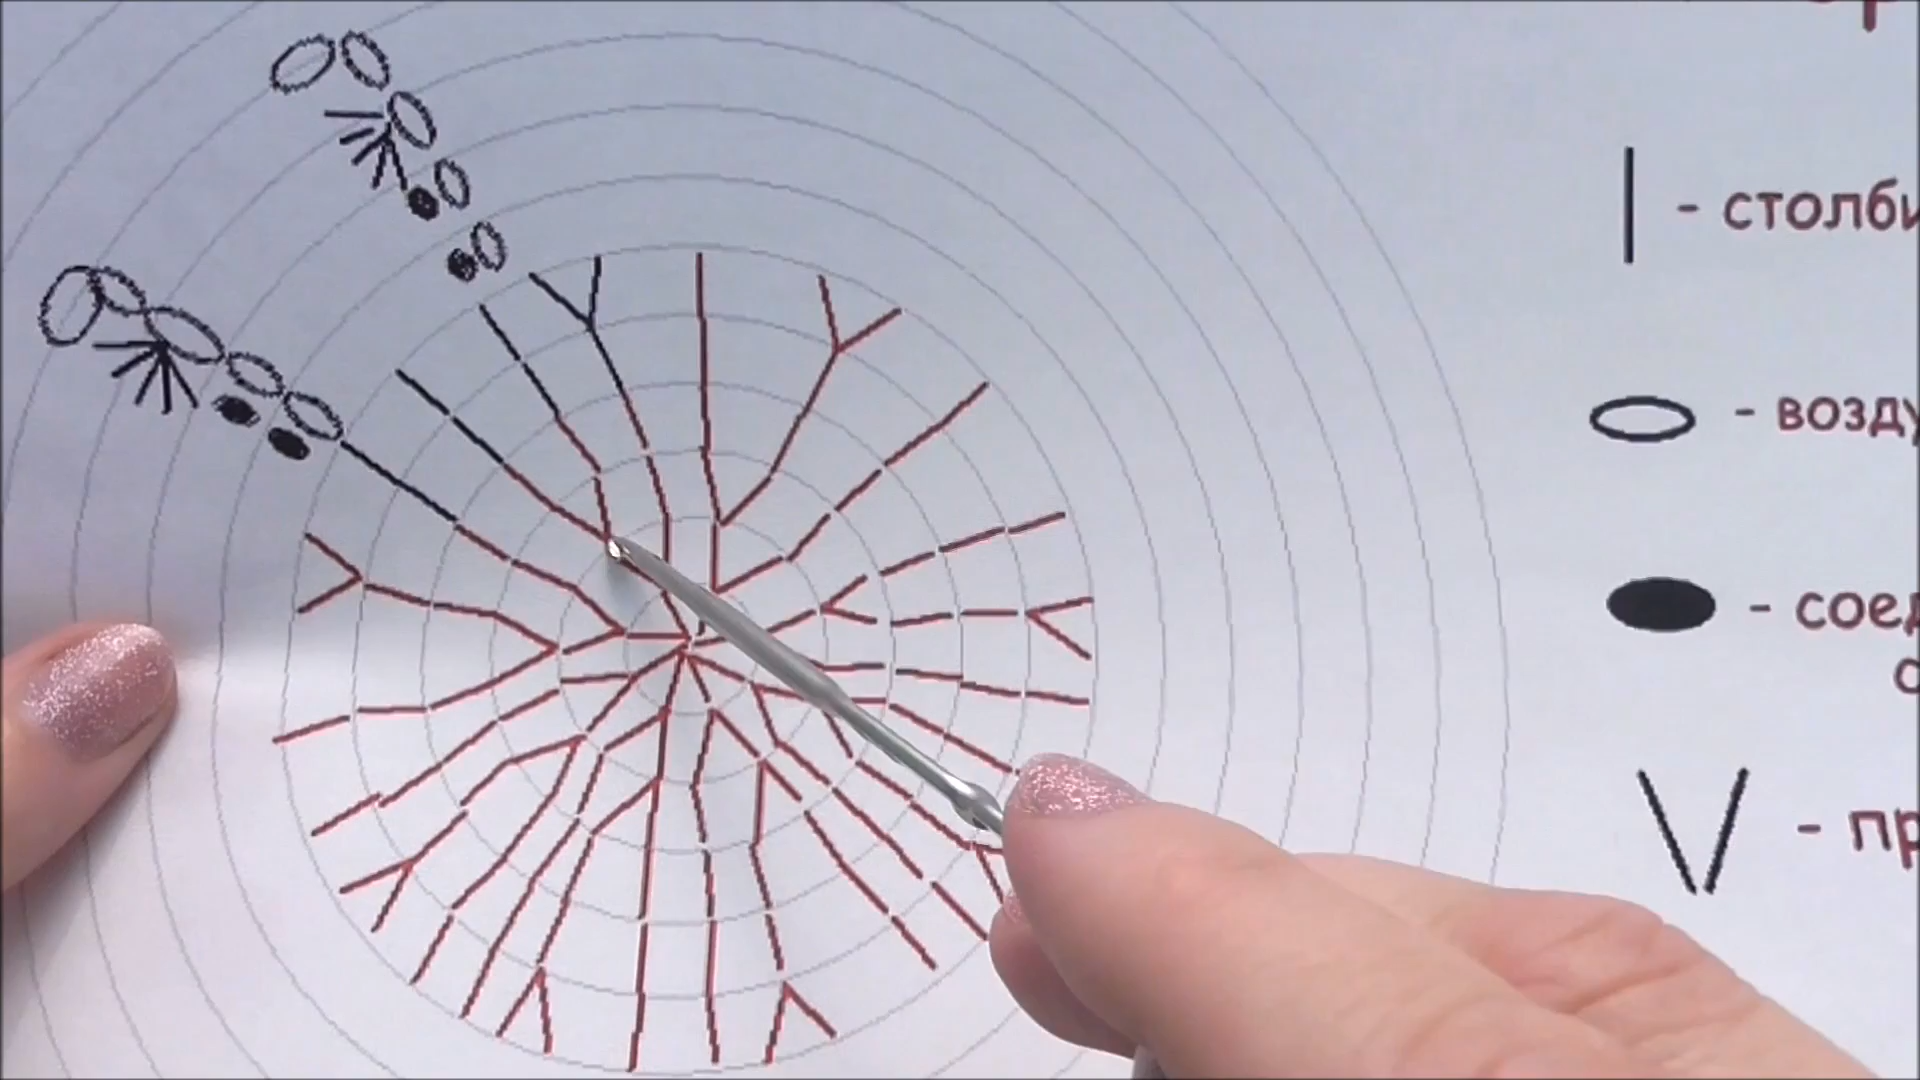 - столби
- возду
- соед
о
- пр